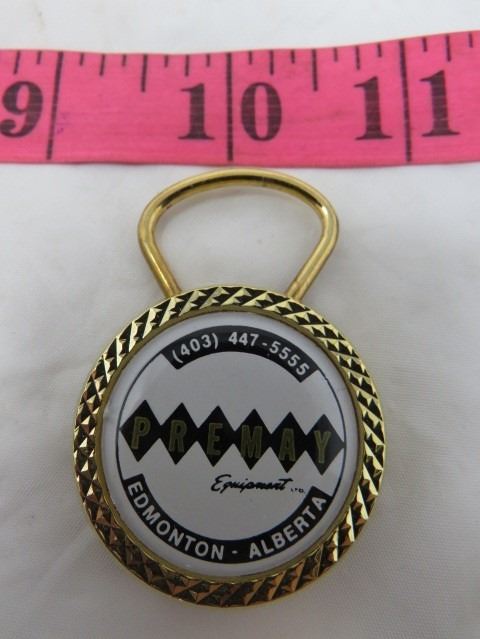 9 10 11
(403) 447-5555
PREMAY
Equipment LTD.
EDMONTON - ALBERTA